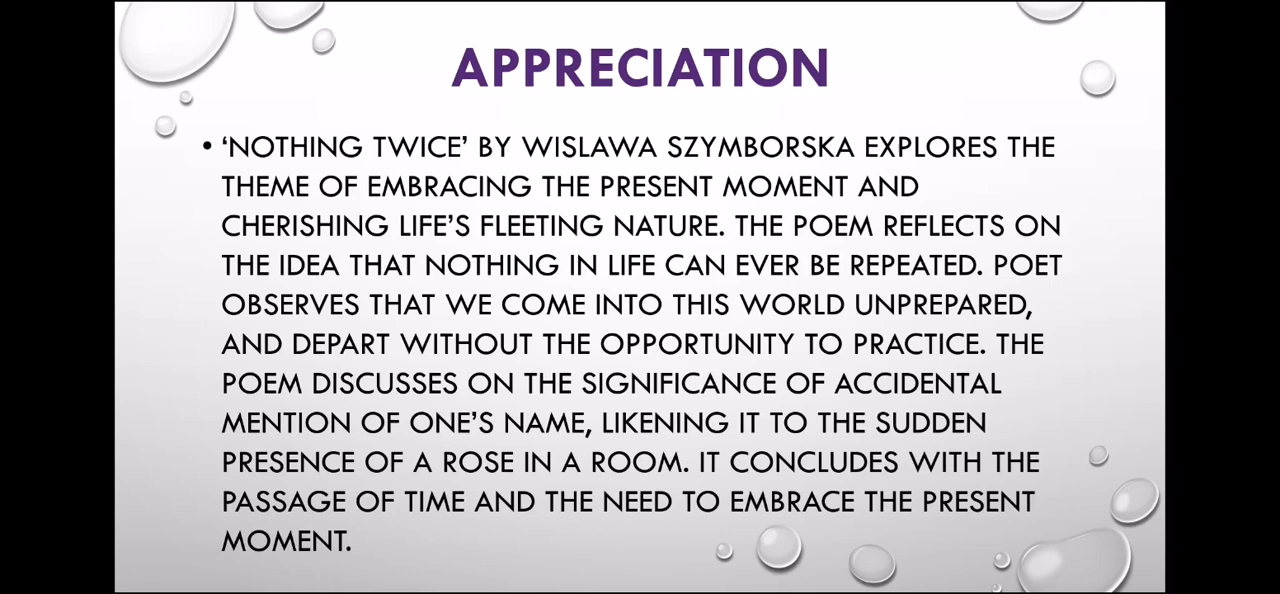 APPRECIATION
• ‘NOTHING TWICE’ BY WISLAWA SZYMBORSKA EXPLORES THE
THEME OF EMBRACING THE PRESENT MOMENT AND
CHERISHING LIFE’S FLEETING NATURE. THE POEM REFLECTS ON
THE IDEA THAT NOTHING IN LIFE CAN EVER BE REPEATED. POET
OBSERVES THAT WE COME INTO THIS WORLD UNPREPARED,
AND DEPART WITHOUT THE OPPORTUNITY TO PRACTICE. THE
POEM DISCUSSES ON THE SIGNIFICANCE OF ACCIDENTAL
MENTION OF ONE’S NAME, LIKENING IT TO THE SUDDEN
PRESENCE OF A ROSE IN A ROOM. IT CONCLUDES WITH THE
PASSAGE OF TIME AND THE NEED TO EMBRACE THE PRESENT
MOMENT.